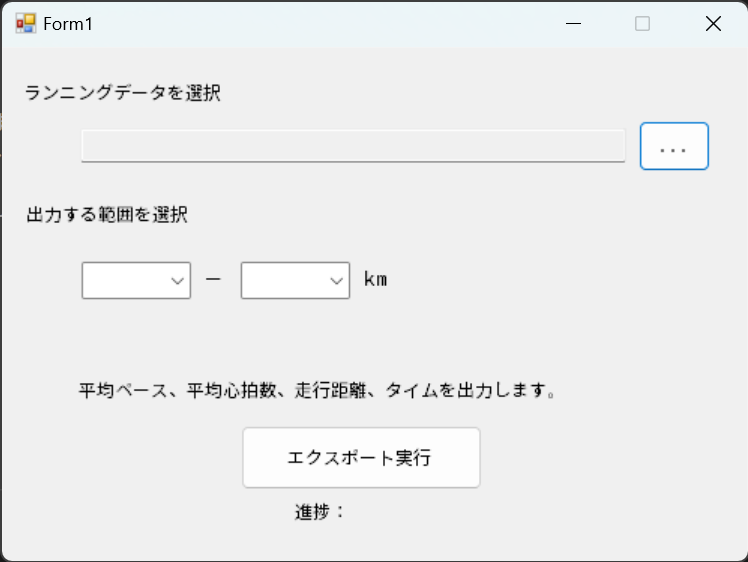 Form1
ランニングデータを選択
...
出力する範囲を選択
－ km
平均ペース、平均心拍数、走行距離、タイムを出力します。
エクスポート実行
進捗：